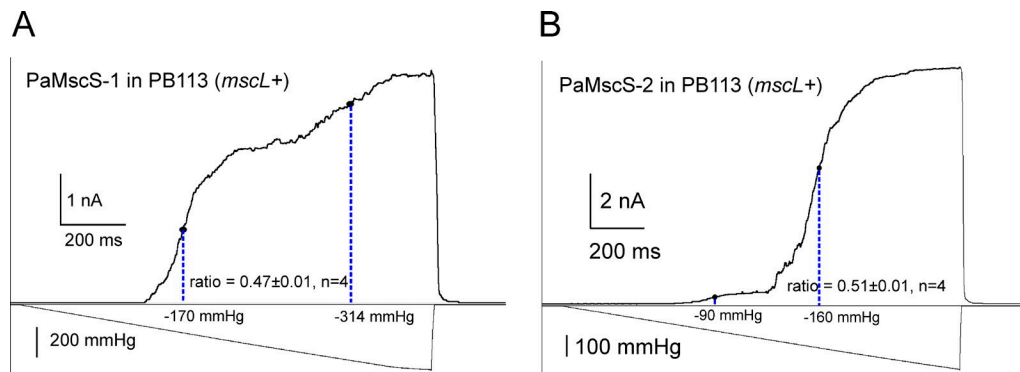 A
PaMscS-1 in PB113 (mscL+)
1 nA
200 ms
ratio = 0.47±0.01, n=4
-170 mmHg
-314 mmHg
200 mmHg
B
PaMscS-2 in PB113 (mscL+)
2 nA
200 ms
ratio = 0.51±0.01, n=4
-90 mmHg
-160 mmHg
100 mmHg